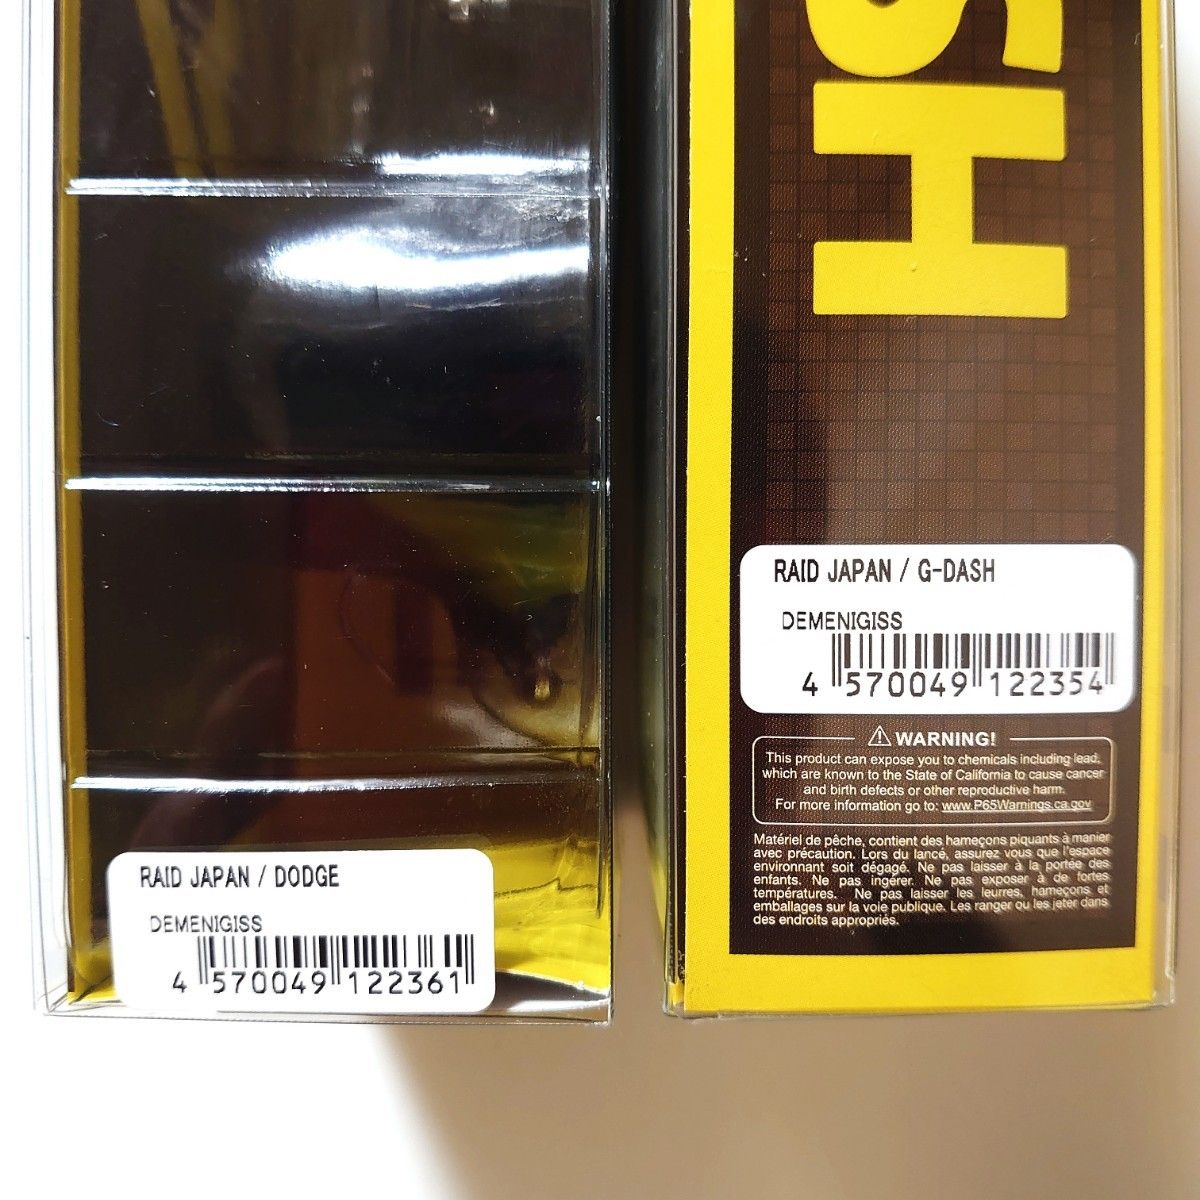 RAID JAPAN / DODGE
DEMENIGISS
4 570049 122361
SH
RAID JAPAN / G-DASH
DEMENIGISS
4 570049 122354
⚠ WARNING!
This product can expose you to chemicals including lead,
which are known to the State of California to cause cancer
and birth defects or other reproductive harm.
For more information go to: www.P65Warnings.ca.gov
Matériel de pêche, contient des hameçons piquants à manier
avec précaution. Lors du lancé, assurez vous que l'espace
environnant soit dégagé. Ne pas laisser à la portée des
enfants. Ne pas ingérer. Ne pas exposer à de fortes
températures. Ne pas laisser les leurres, hameçons et
emballages sur la voie publique. Les ranger ou les jeter dans
des endroits appropriés.